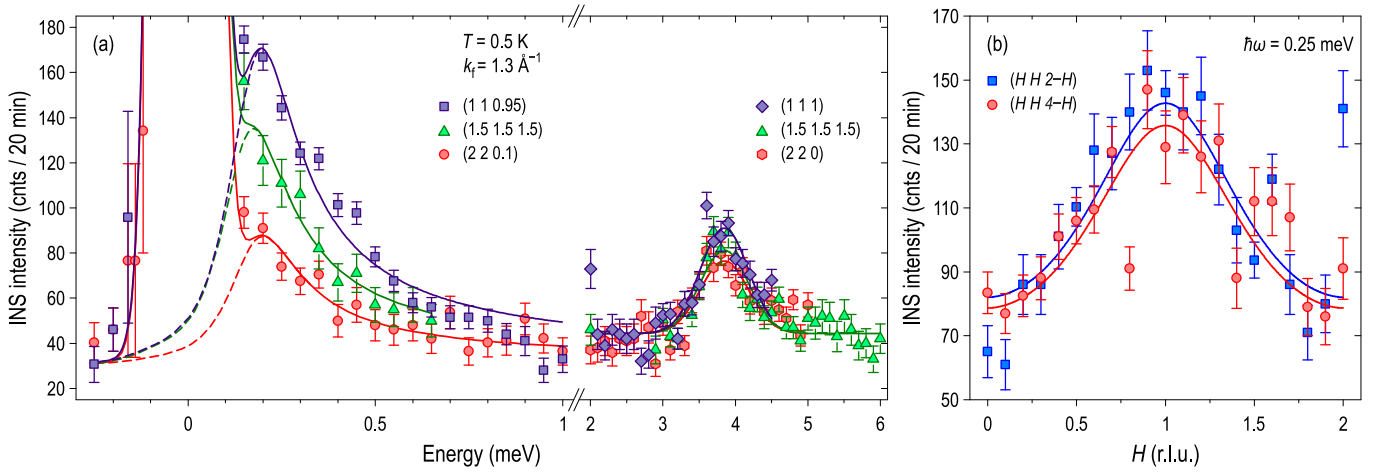 (a)
T = 0.5 K
k_f = 1.3 Å⁻¹
(1 1 0.95)
(1.5 1.5 1.5)
(2 2 0.1)
(1 1 1)
(1.5 1.5 1.5)
(2 2 0)
INS intensity (cnts / 20 min)
180
160
140
120
100
80
60
40
20
0
0.5
1
2
3
4
5
6
Energy (meV)
(b)
ħω = 0.25 meV
(H H 2–H)
(H H 4–H)
INS intensity (cnts / 20 min)
170
150
130
110
90
70
50
0
0.5
1.0
1.5
2
H (r.l.u.)